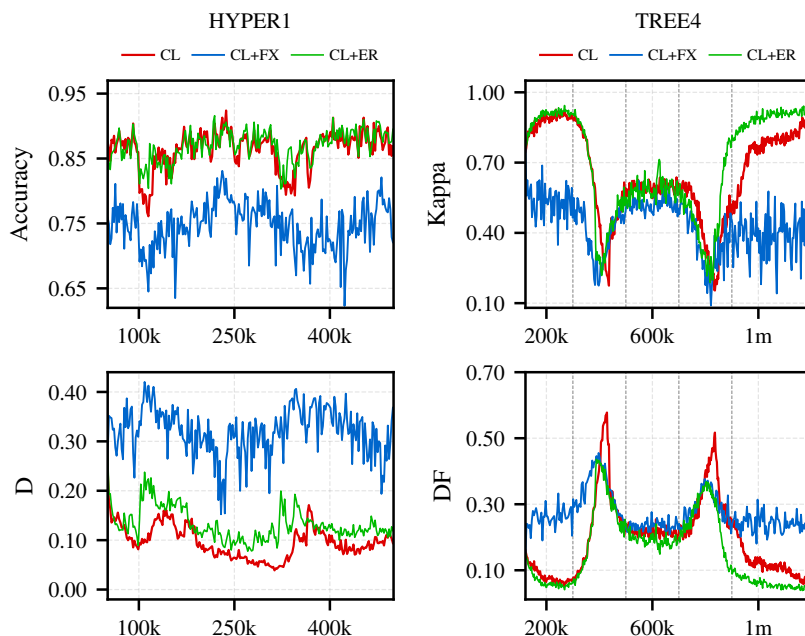 HYPER1
CL CL+FX CL+ER
0.95
0.85
0.75
0.65
Accuracy
100k 250k 400k
TREE4
CL CL+FX CL+ER
1.00
0.70
0.40
0.10
Kappa
200k 600k 1m
0.40
0.30
0.20
0.10
0.00
D
100k 250k 400k
0.70
0.50
0.30
0.10
DF
200k 600k 1m